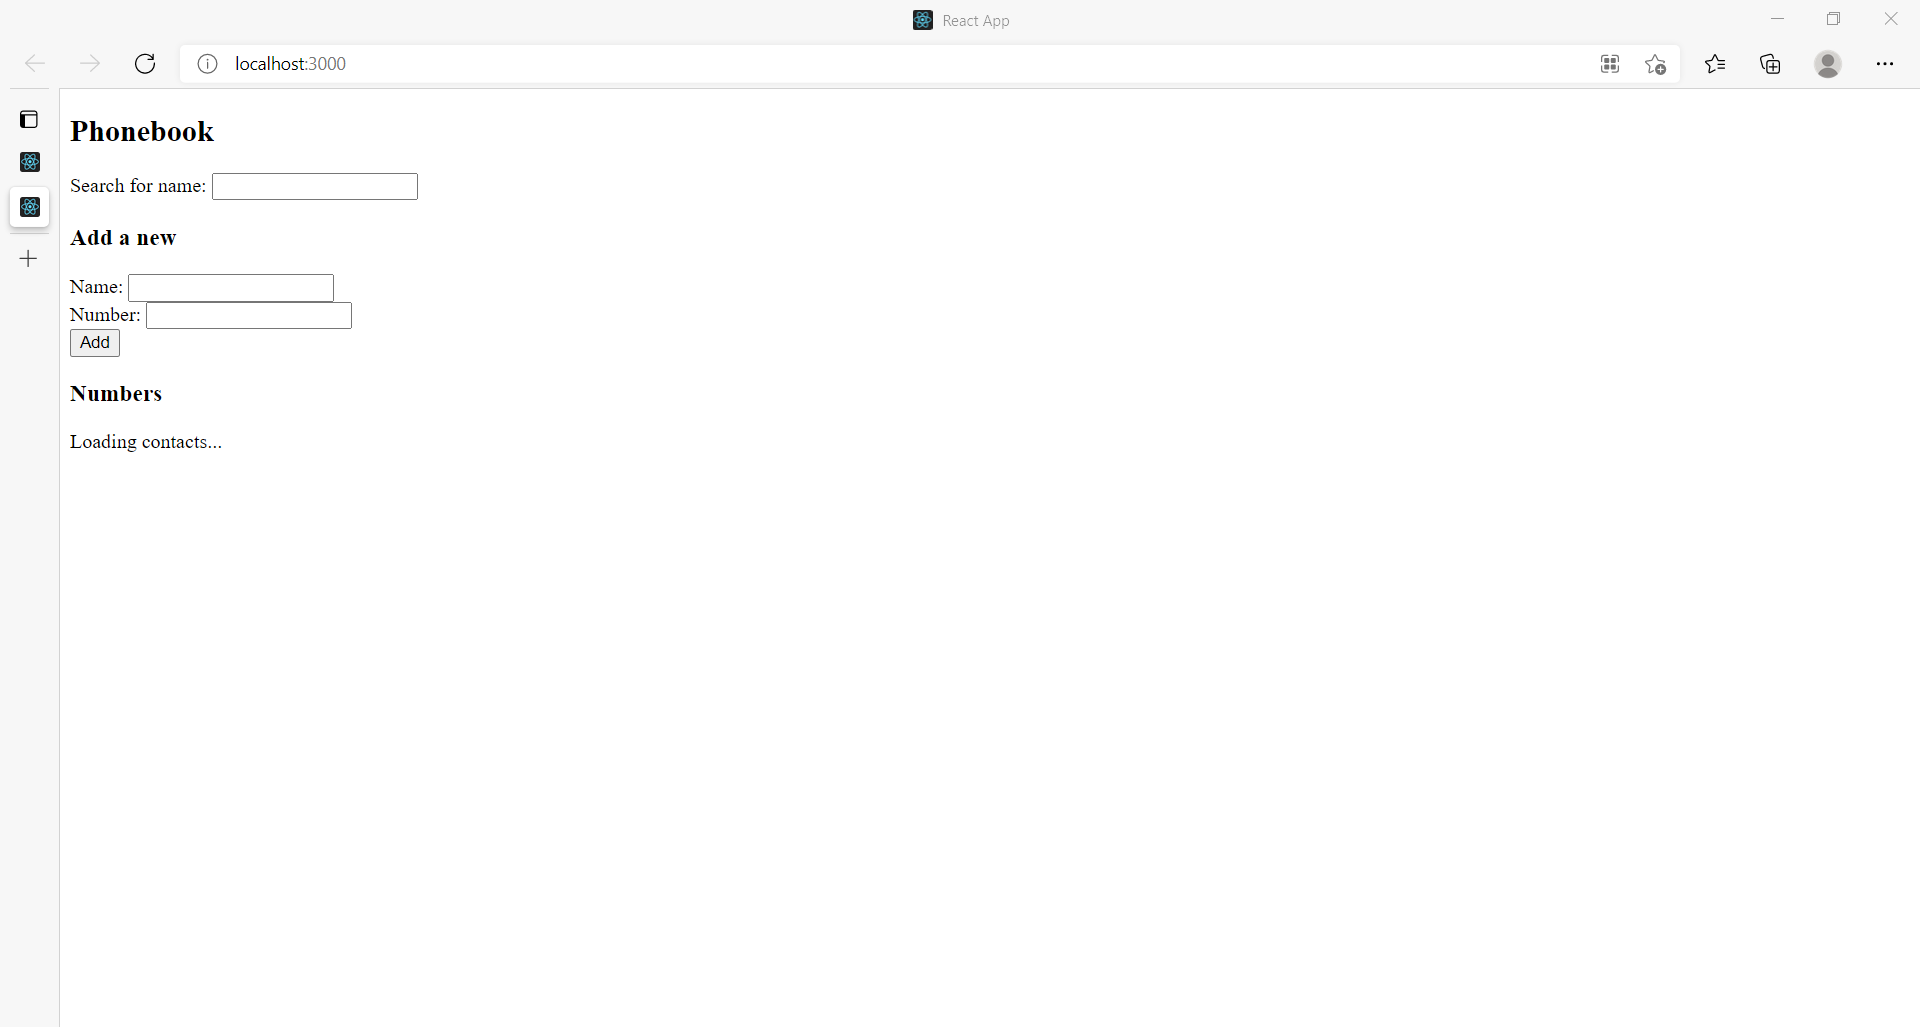 React App
localhost:3000
Phonebook
Search for name:
Add a new
Name:
Number:
Add
Numbers
Loading contacts...